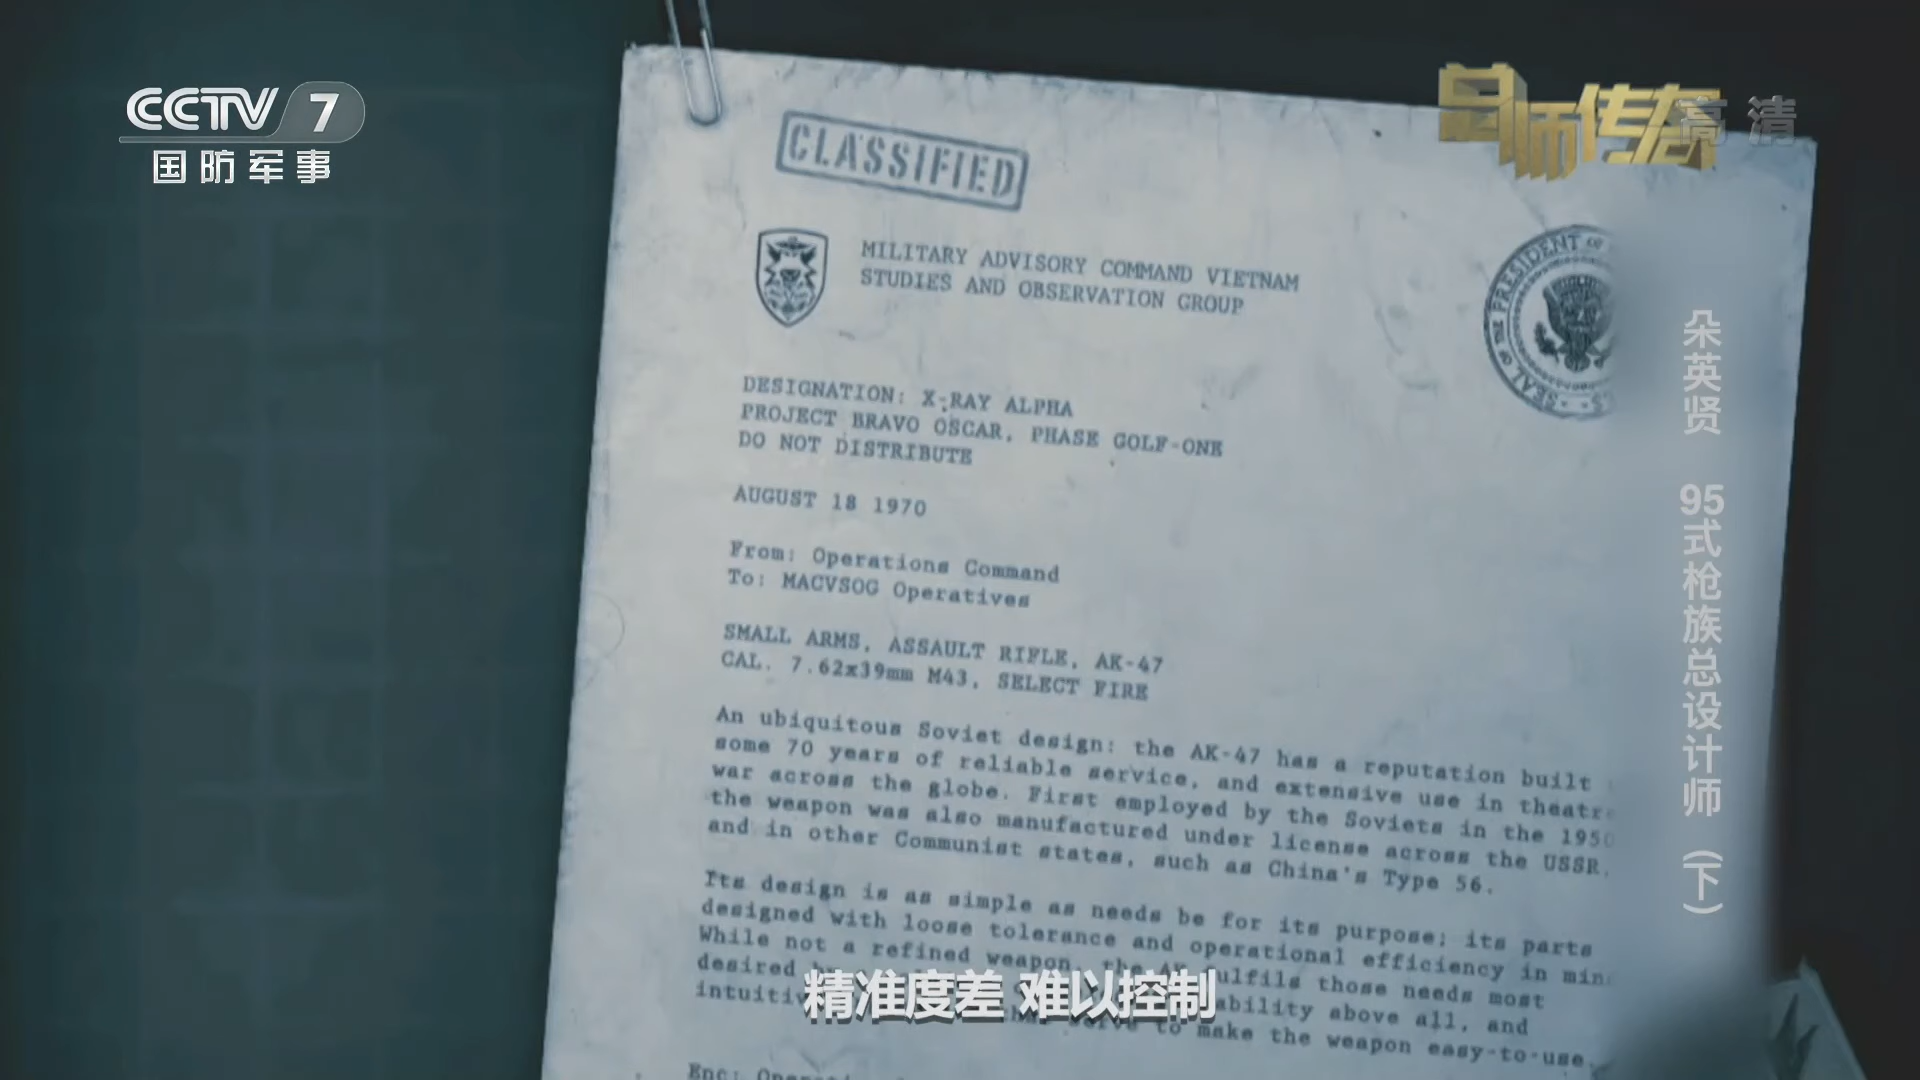 CCTV 7
国防军事
高清
CLASSIFIED
MILITARY ADVISORY COMMAND VIETNAM
STUDIES AND OBSERVATION GROUP
SEAL OF THE PRESIDENT OF
DESIGNATION: X-RAY ALPHA
PROJECT BRAVO OSCAR, PHASE GOLF-ONE
DO NOT DISTRIBUTE
AUGUST 18 1970
From: Operations Command
To: MACVSOG Operatives
SMALL ARMS, ASSAULT RIFLE, AK-47
CAL. 7.62x39mm M43, SELECT FIRE
An ubiquitous Soviet design: the AK-47 has a reputation built
some 70 years of reliable service, and extensive use in
war across the globe. First employed by the Soviets in the
the weapon was also manufactured under license across the USSR,
and in other Communist states, such as China's Type 56.
Its design is as simple as needs be for its purpose; its parts
designed with loose tolerance and operational efficiency in
While not a refined weapon, the AK fulfils those needs most
desired above all, and
to make the weapon easy-to-use.
Enc:
精准度差 难以控制
朵英贤 95式枪族总设计师（下）